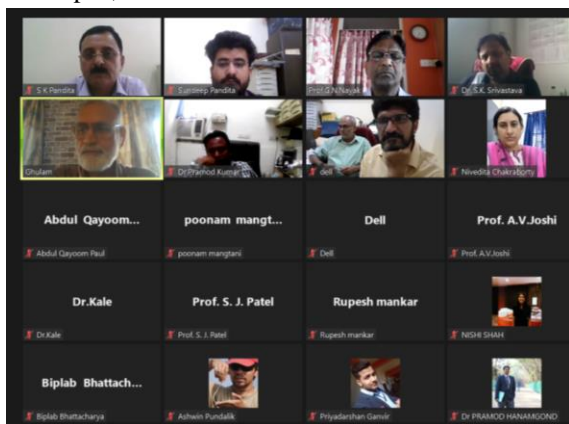 S K Pandita
Sundeep Pandita
Prof.G.N.Nayak
Dr. S.K. Srivastava
Ghulam
Dr Pramod Kumar
dell
Nivedita Chakraborty
Abdul Qayoom...
poonam mangt...
Dell
Prof. A.V.Joshi
Abdul Qayoom Paul
poonam mangtani
Dell
Prof. A.V.Joshi
Dr.Kale
Prof. S. J. Patel
Rupesh mankar
Dr.Kale
Prof. S. J. Patel
Rupesh mankar
NISHI SHAH
Biplab Bhattach...
Biplab Bhattacharya
Ashwin Pundalik
Priyadarshan Ganvir
Dr PRAMOD HANAMGOND